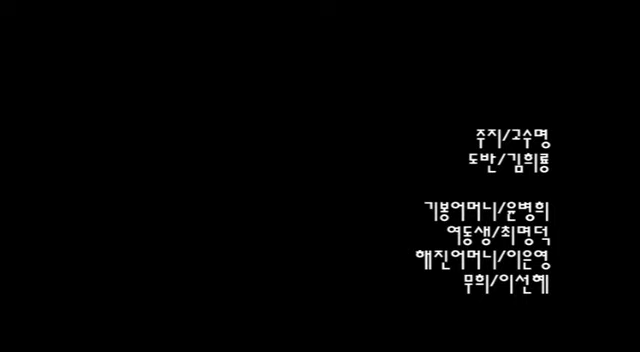 주지/고수명
도반/김희룡
기봉어머니/윤병희
여동생/최명덕
해진어머니/이은영
무희/이선혜